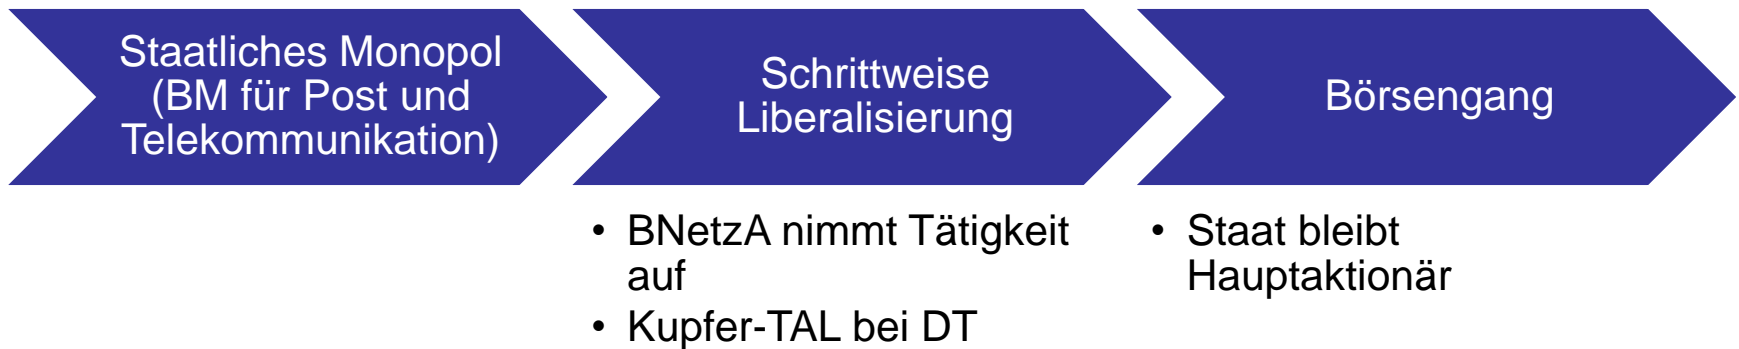 Staatliches Monopol
(BM für Post und
Telekommunikation)
Schrittweise
Liberalisierung
Börsengang
• BNetzA nimmt Tätigkeit
auf
• Kupfer-TAL bei DT
• Staat bleibt
Hauptaktionär